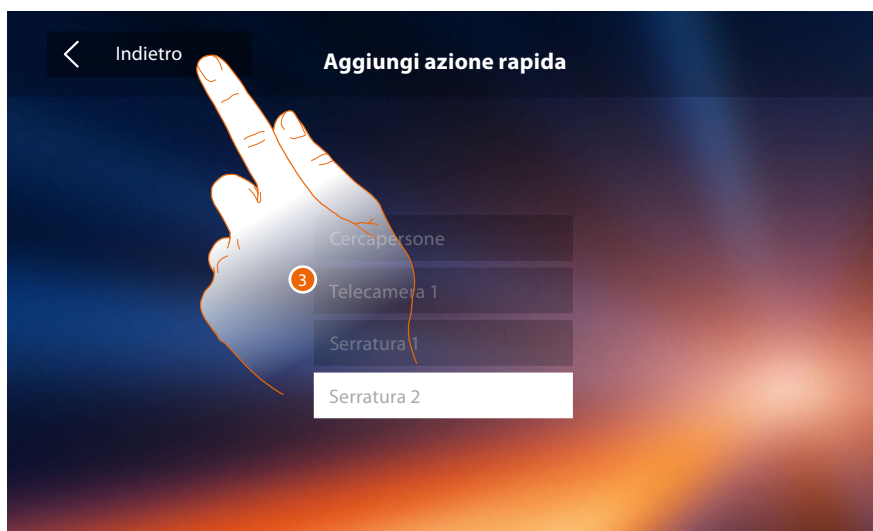 Indietro
Aggiungi azione rapida
Cercapersone
3
Telecamera 1
Serratura 1
Serratura 2